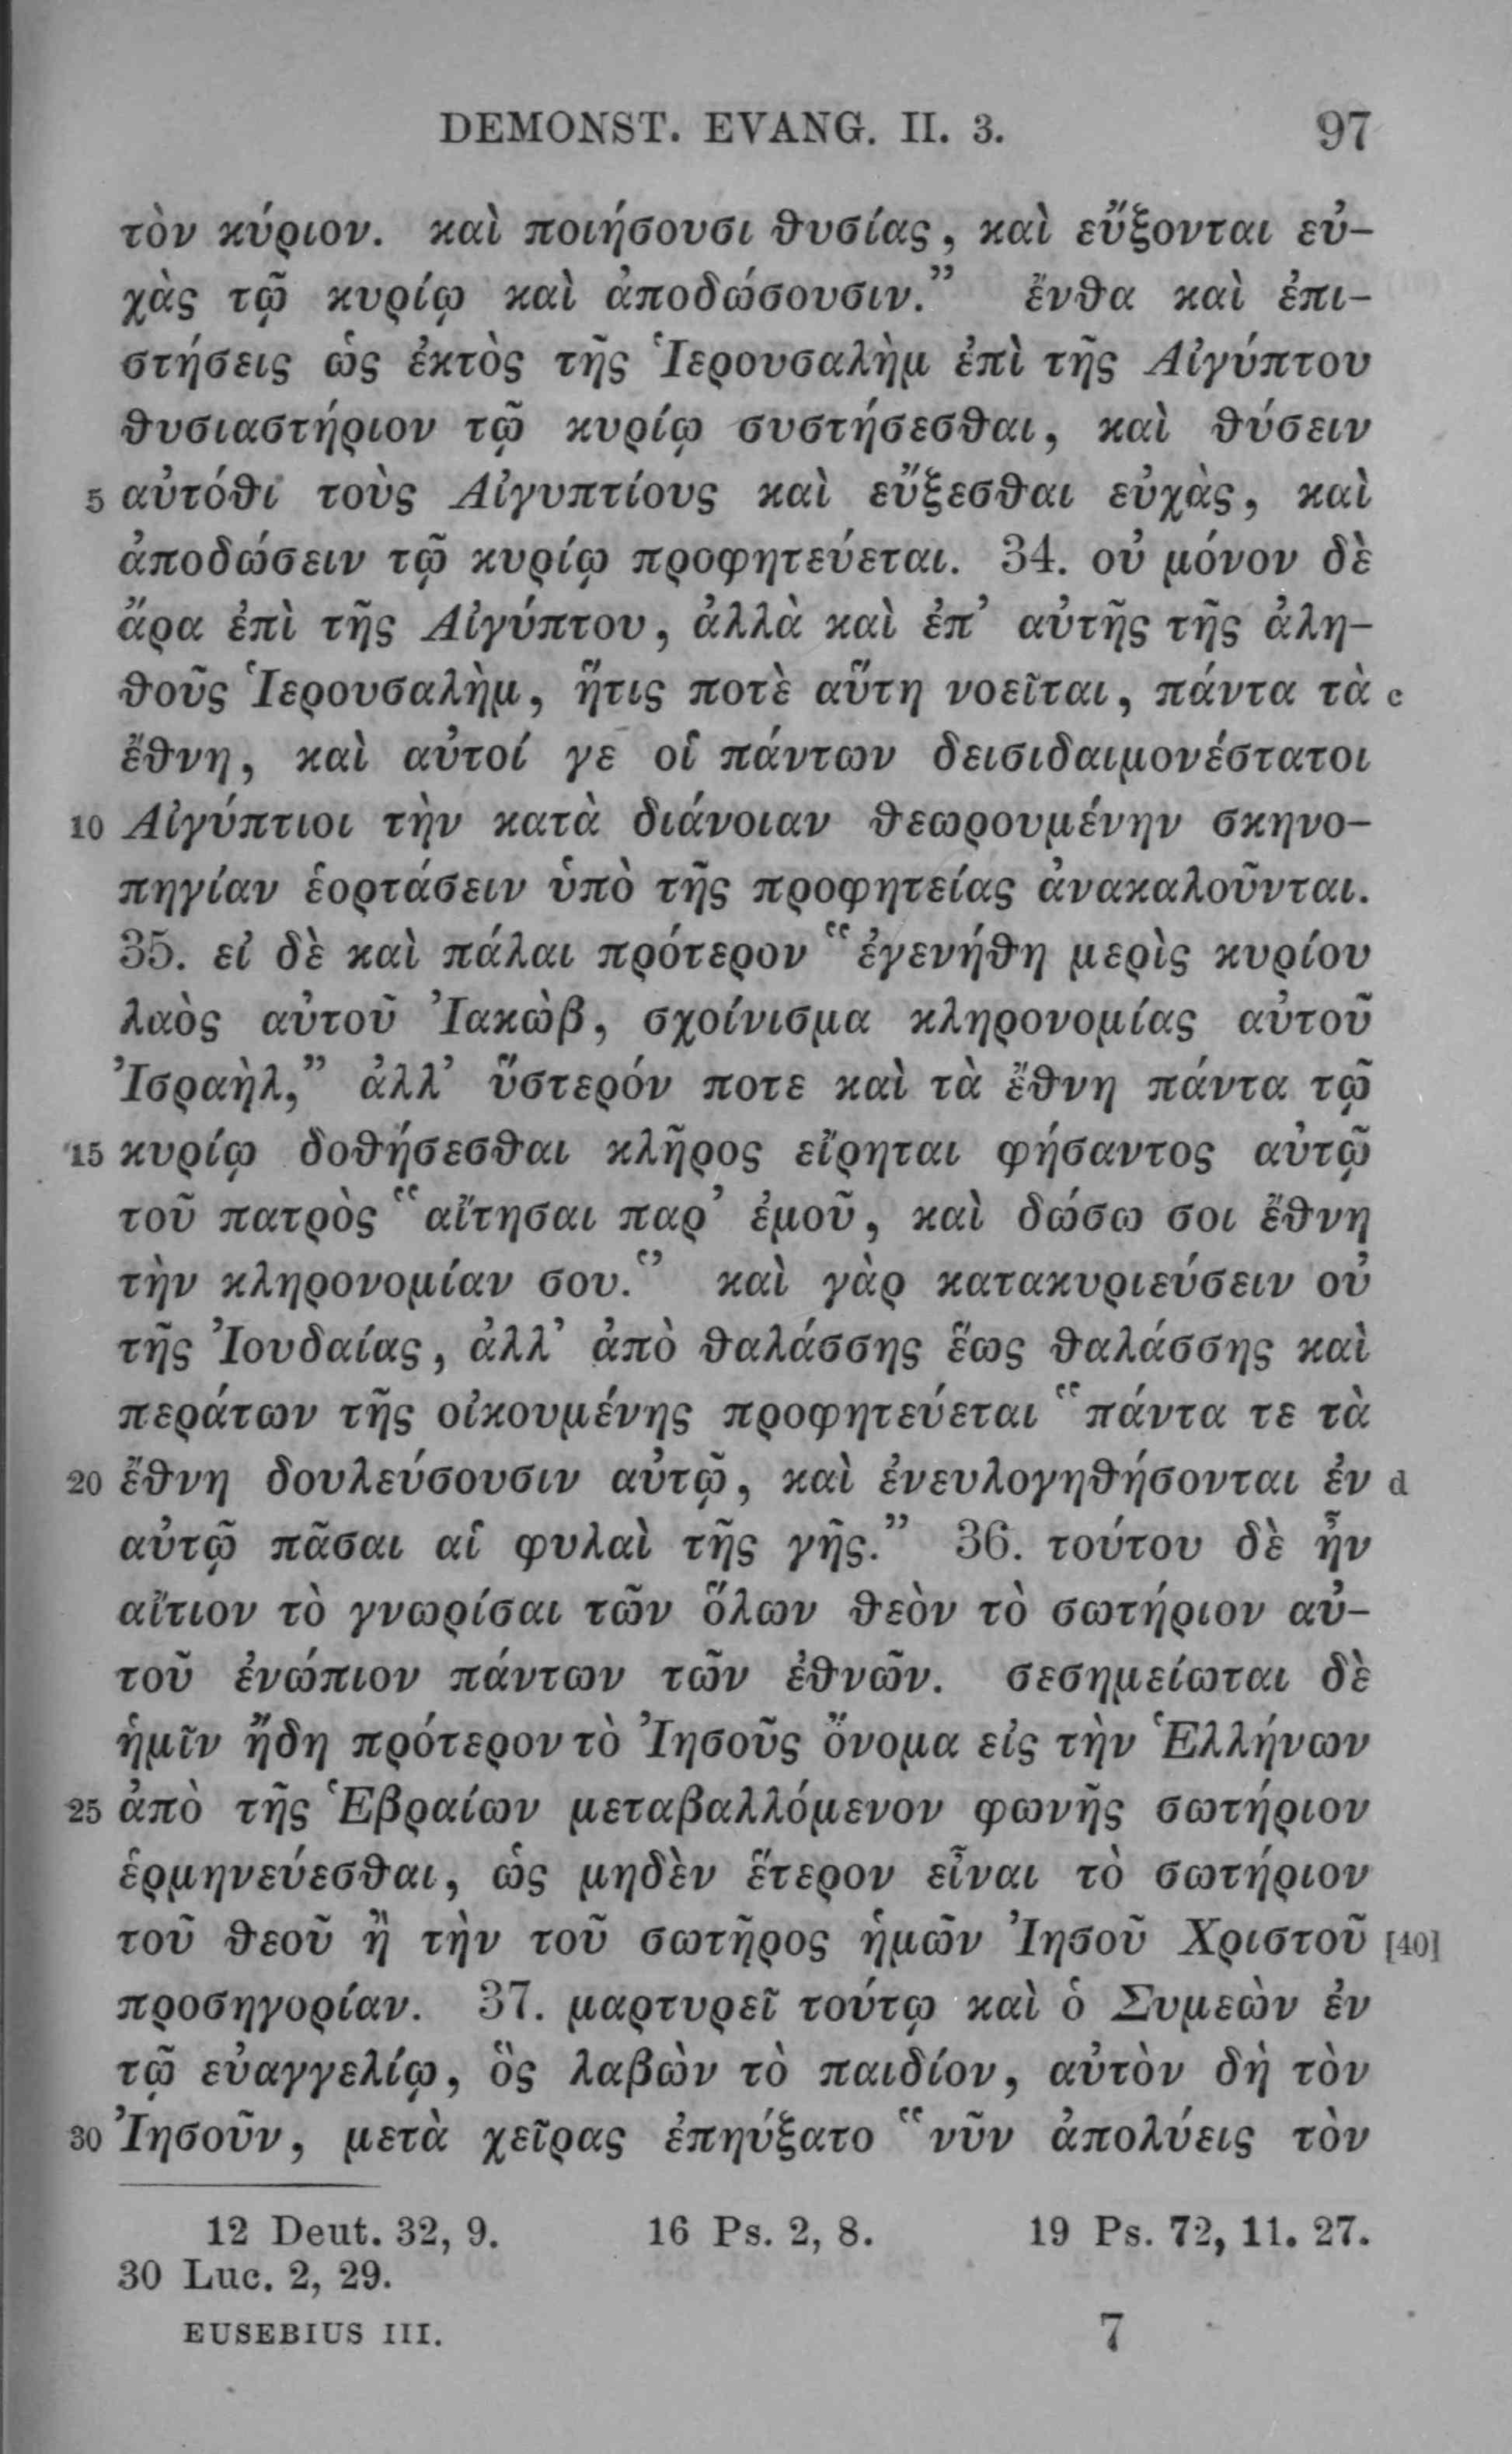 DEMONST. EVANG. II. 3. 97
τὸν κύριον. καὶ ποιήσουσι θυσίας, καὶ εὔξονται εὐ-
χὰς τῷ κυρίῳ καὶ ἀποδώσουσιν.” ἔνθα καὶ ἐπι-
στήσεις ὡς ἐκτὸς τῆς Ἱερουσαλὴμ ἐπὶ τῆς Αἰγύπτου
θυσιαστήριον τῷ κυρίῳ συστήσεσθαι, καὶ θύσειν
5 αὐτόθι τοὺς Αἰγυπτίους καὶ εὔξεσθαι εὐχὰς, καὶ
ἀποδώσειν τῷ κυρίῳ προφητεύεται. 34. οὐ μόνον δὲ
ἄρα ἐπὶ τῆς Αἰγύπτου, ἀλλὰ καὶ ἐπ’ αὐτῆς τῆς ἀλη-
θοῦς Ἱερουσαλὴμ, ἥτις ποτὲ αὕτη νοεῖται, πάντα τὰ c
ἔθνη, καὶ αὐτοί γε οἱ πάντων δεισιδαιμονέστατοι
10 Αἰγύπτιοι τὴν κατὰ διάνοιαν θεωρουμένην σκηνο-
πηγίαν ἑορτάσειν ὑπὸ τῆς προφητείας ἀνακαλοῦνται.
35. εἰ δὲ καὶ πάλαι πρότερον “ἐγενήθη μερὶς κυρίου
λαὸς αὐτοῦ Ἰακὼβ, σχοίνισμα κληρονομίας αὐτοῦ
Ἰσραὴλ,” ἀλλ’ ὕστερόν ποτε καὶ τὰ ἔθνη πάντα τῷ
15 κυρίῳ δοθήσεσθαι κλῆρος εἴρηται φήσαντος αὐτῷ
τοῦ πατρὸς “αἴτησαι παρ’ ἐμοῦ, καὶ δώσω σοι ἔθνη
τὴν κληρονομίαν σου.” καὶ γὰρ κατακυριεύσειν οὐ
τῆς Ἰουδαίας, ἀλλ’ ἀπὸ θαλάσσης ἕως θαλάσσης καὶ
περάτων τῆς οἰκουμένης προφητεύεται “πάντα τε τὰ
20 ἔθνη δουλεύσουσιν αὐτῷ, καὶ ἐνευλογηθήσονται ἐν d
αὐτῷ πᾶσαι αἱ φυλαὶ τῆς γῆς.” 36. τούτου δὲ ἦν
αἴτιον τὸ γνωρίσαι τῶν ὅλων θεὸν τὸ σωτήριον αὐ-
τοῦ ἐνώπιον πάντων τῶν ἐθνῶν. σεσημείωται δὲ
ἡμῖν ἤδη πρότερον τὸ Ἰησοῦς ὄνομα εἰς τὴν Ἑλλήνων
25 ἀπὸ τῆς Ἑβραίων μεταβαλλόμενον φωνῆς σωτήριον
ἑρμηνεύεσθαι, ὡς μηδὲν ἕτερον εἶναι τὸ σωτήριον
τοῦ θεοῦ ἢ τὴν τοῦ σωτῆρος ἡμῶν Ἰησοῦ Χριστοῦ [40]
προσηγορίαν. 37. μαρτυρεῖ τούτῳ καὶ ὁ Συμεὼν ἐν
τῷ εὐαγγελίῳ, ὃς λαβὼν τὸ παιδίον, αὐτὸν δὴ τὸν
30 Ἰησοῦν, μετὰ χεῖρας ἐπηύξατο “νῦν ἀπολύεις τὸν
12 Deut. 32, 9. 16 Ps. 2, 8. 19 Ps. 72, 11. 27.
30 Luc. 2, 29.
EUSEBIUS III. 7